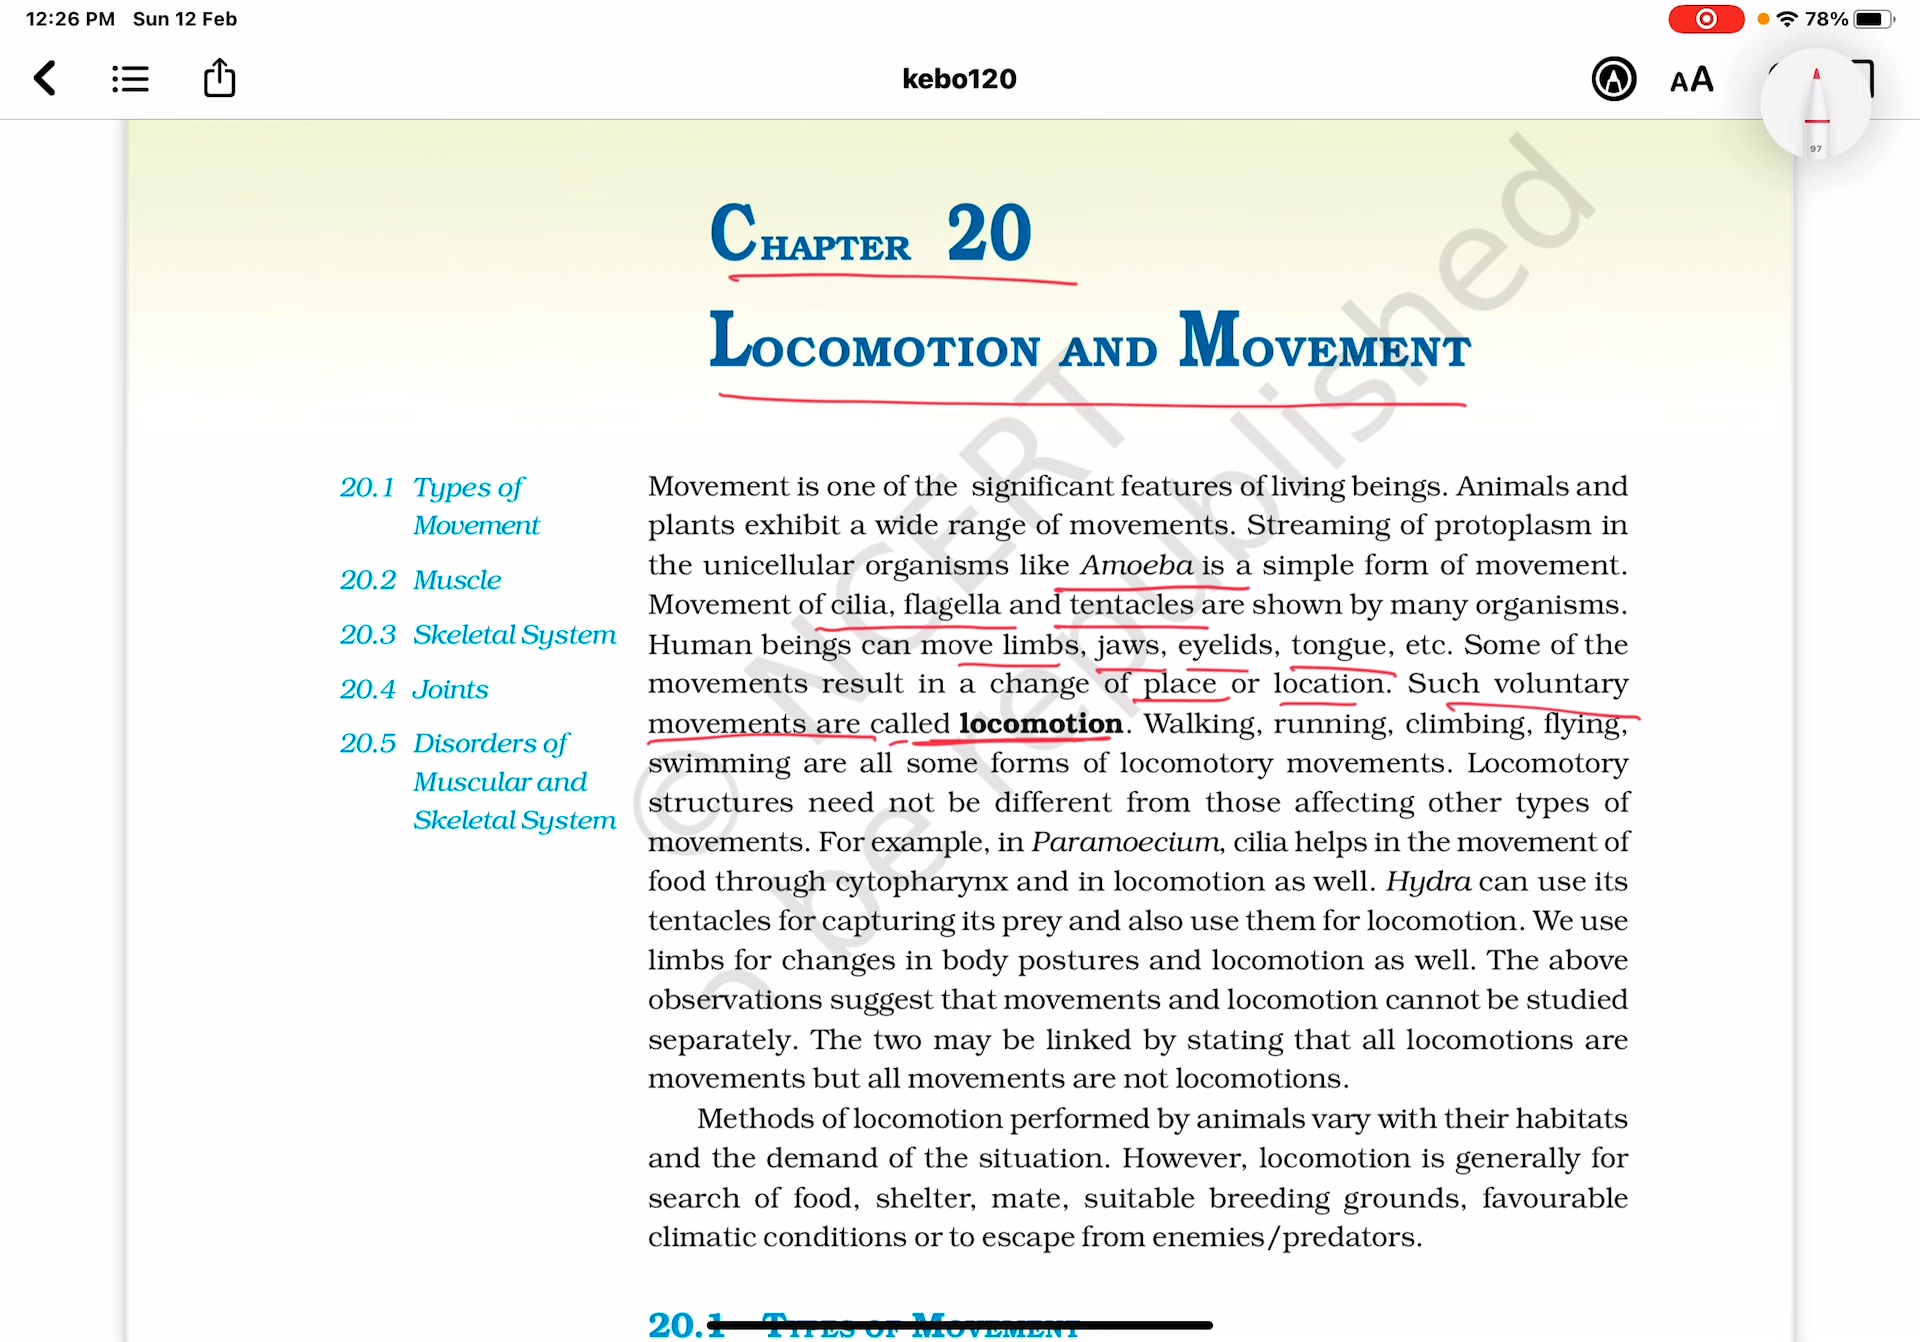 12:26 PM Sun 12 Feb
78%
kebo120
AA
97
CHAPTER 20
LOCOMOTION AND MOVEMENT
20.1 Types of
Movement
20.2 Muscle
20.3 Skeletal System
20.4 Joints
20.5 Disorders of
Muscular and
Skeletal System
Movement is one of the significant features of living beings. Animals and
plants exhibit a wide range of movements. Streaming of protoplasm in
the unicellular organisms like Amoeba is a simple form of movement.
Movement of cilia, flagella and tentacles are shown by many organisms.
Human beings can move limbs, jaws, eyelids, tongue, etc. Some of the
movements result in a change of place or location. Such voluntary
movements are called locomotion. Walking, running, climbing, flying,
swimming are all some forms of locomotory movements. Locomotory
structures need not be different from those affecting other types of
movements. For example, in Paramoecium, cilia helps in the movement of
food through cytopharynx and in locomotion as well. Hydra can use its
tentacles for capturing its prey and also use them for locomotion. We use
limbs for changes in body postures and locomotion as well. The above
observations suggest that movements and locomotion cannot be studied
separately. The two may be linked by stating that all locomotions are
movements but all movements are not locomotions.
Methods of locomotion performed by animals vary with their habitats
and the demand of the situation. However, locomotion is generally for
search of food, shelter, mate, suitable breeding grounds, favourable
climatic conditions or to escape from enemies/predators.
20.1 TYPES OF MOVEMENT
© NCERT
be republished